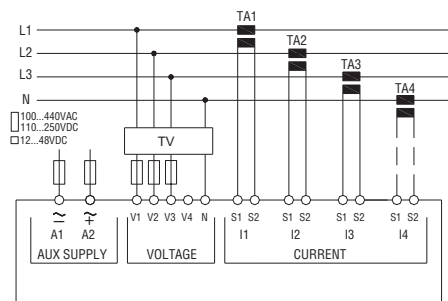 TA1
L1
TA2
L2
TA3
L3
TA4
N
100...440VAC
110...250VDC
12...48VDC
TV
V1 V2 V3 V4 N S1 S2 S1 S2 S1 S2 S1 S2
A1 A2 I1 I2 I3 I4
AUX SUPPLY VOLTAGE CURRENT